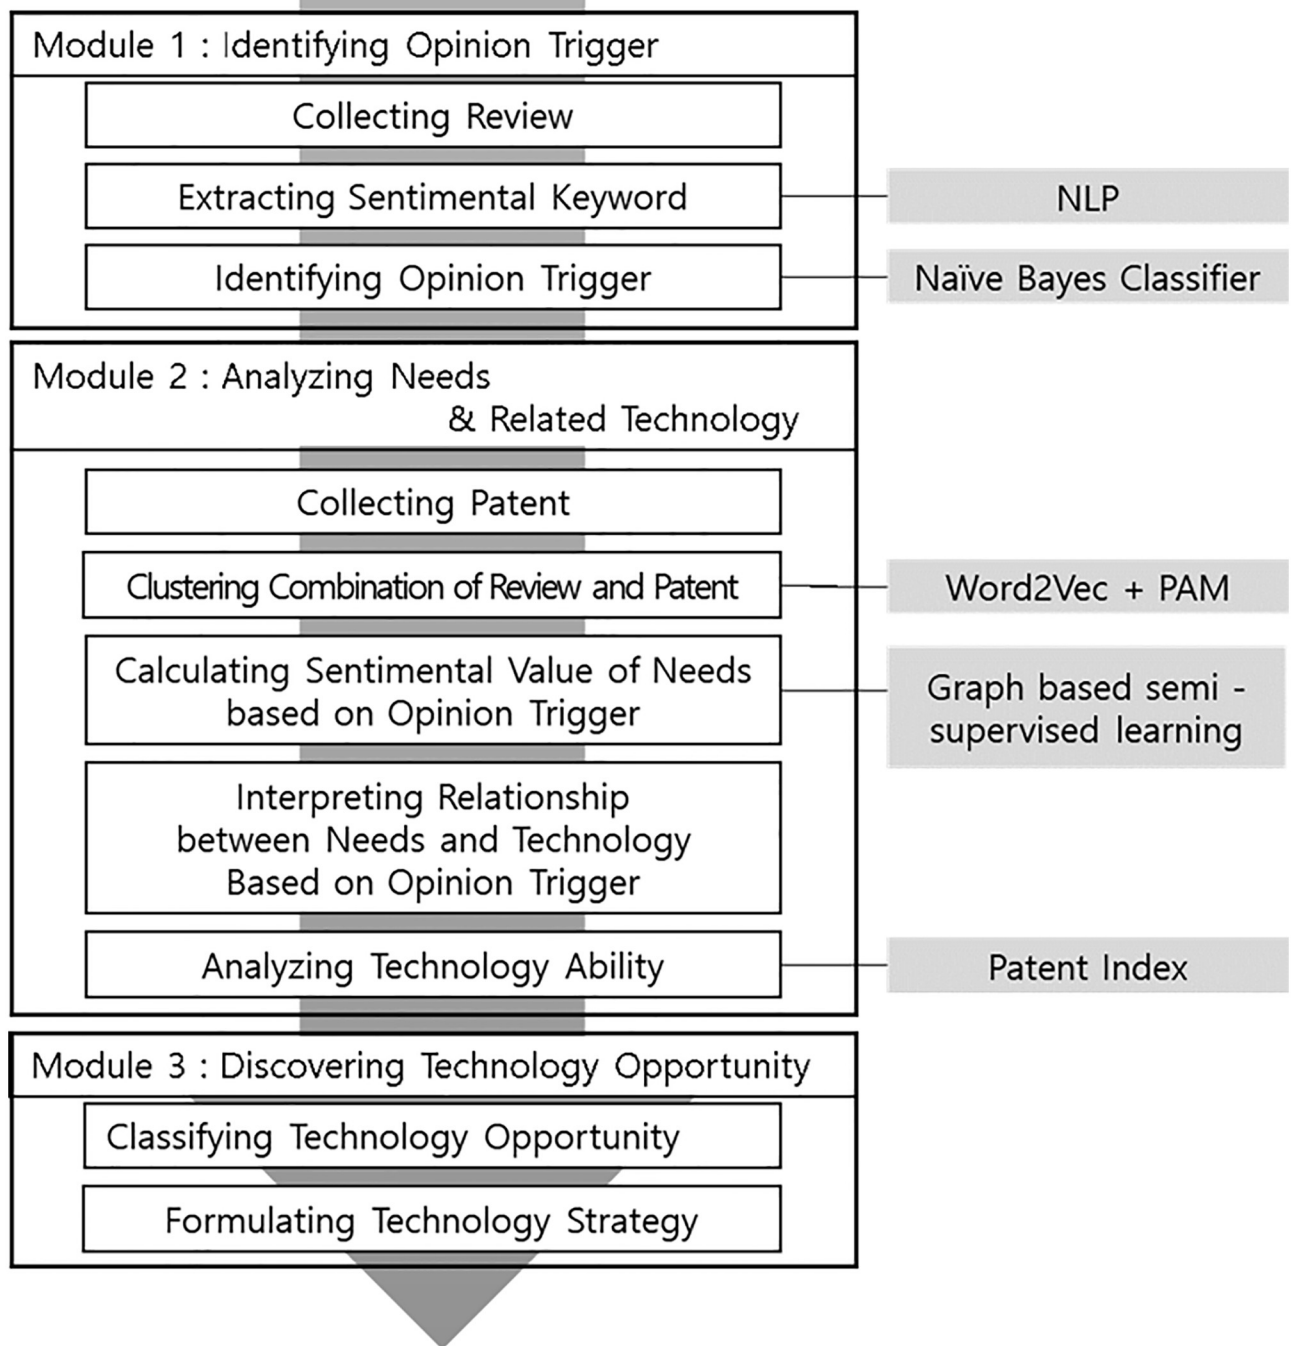 Module 1 : Identifying Opinion Trigger
Collecting Review
Extracting Sentimental Keyword
NLP
Identifying Opinion Trigger
Naïve Bayes Classifier
Module 2 : Analyzing Needs
& Related Technology
Collecting Patent
Clustering Combination of Review and Patent
Word2Vec + PAM
Calculating Sentimental Value of Needs
based on Opinion Trigger
Graph based semi -
supervised learning
Interpreting Relationship
between Needs and Technology
Based on Opinion Trigger
Analyzing Technology Ability
Patent Index
Module 3 : Discovering Technology Opportunity
Classifying Technology Opportunity
Formulating Technology Strategy